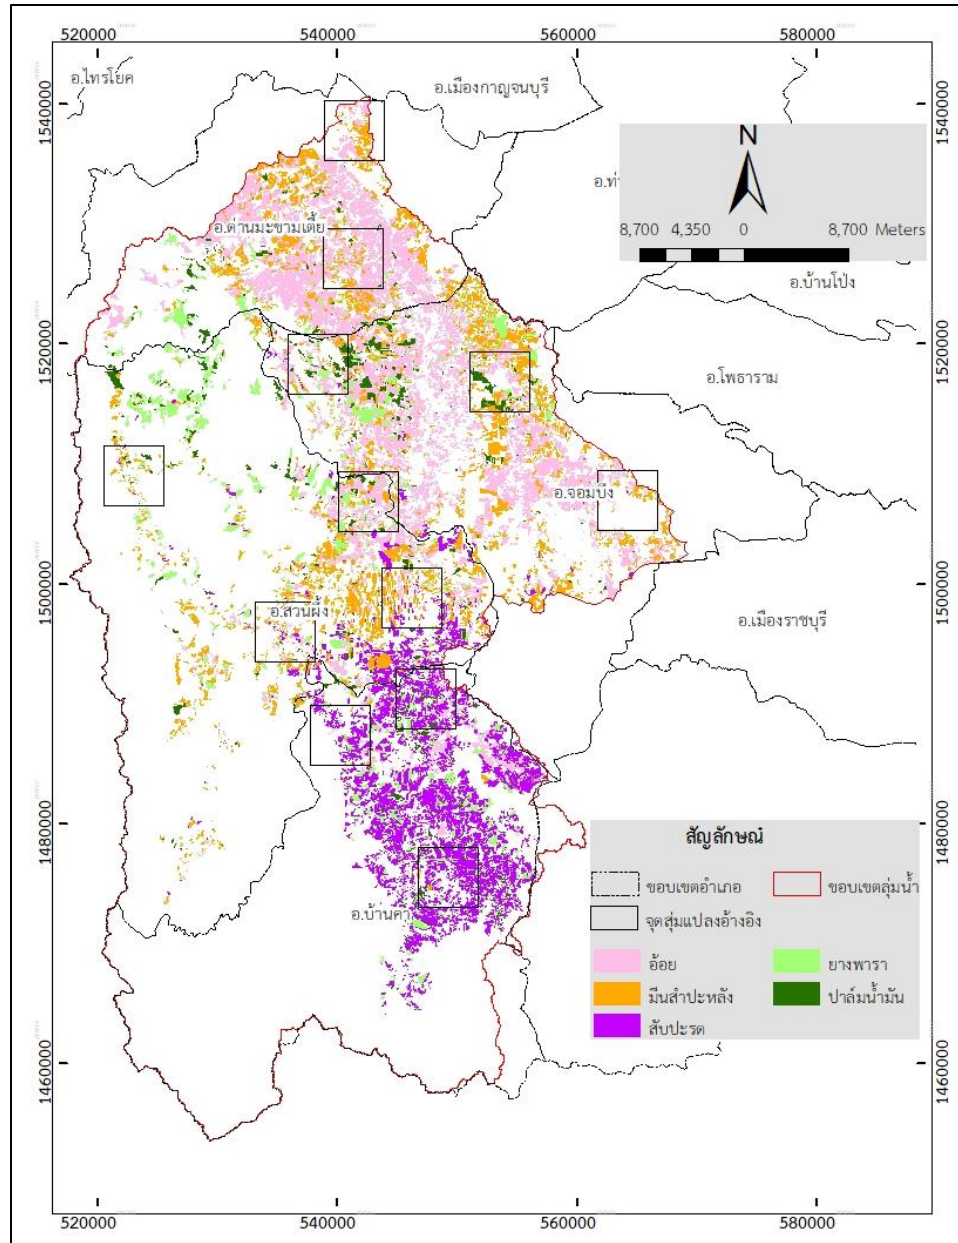 520000 540000 560000 580000
อ.ไทรโยค
อ.เมืองกาญจนบุรี
1540000
1540000
N
อ.ท่า
อ.ด่านมะขามเตี้ย
8,700 4,350 0 8,700 Meters
อ.บ้านโป่ง
1520000
1520000
อ.โพธาราม
อ.จอมบึง
1500000
1500000
อ.สวนผึ้ง
อ.เมืองราชบุรี
1480000
1480000
สัญลักษณ์
ขอบเขตอำเภอ
ขอบเขตลุ่มน้ำ
จุดสุ่มแปลงอ้างอิง
อ.บ้านคา
อ้อย
ยางพารา
มันสำปะหลัง
ปาล์มน้ำมัน
สับปะรด
1460000
1460000
520000 540000 560000 580000